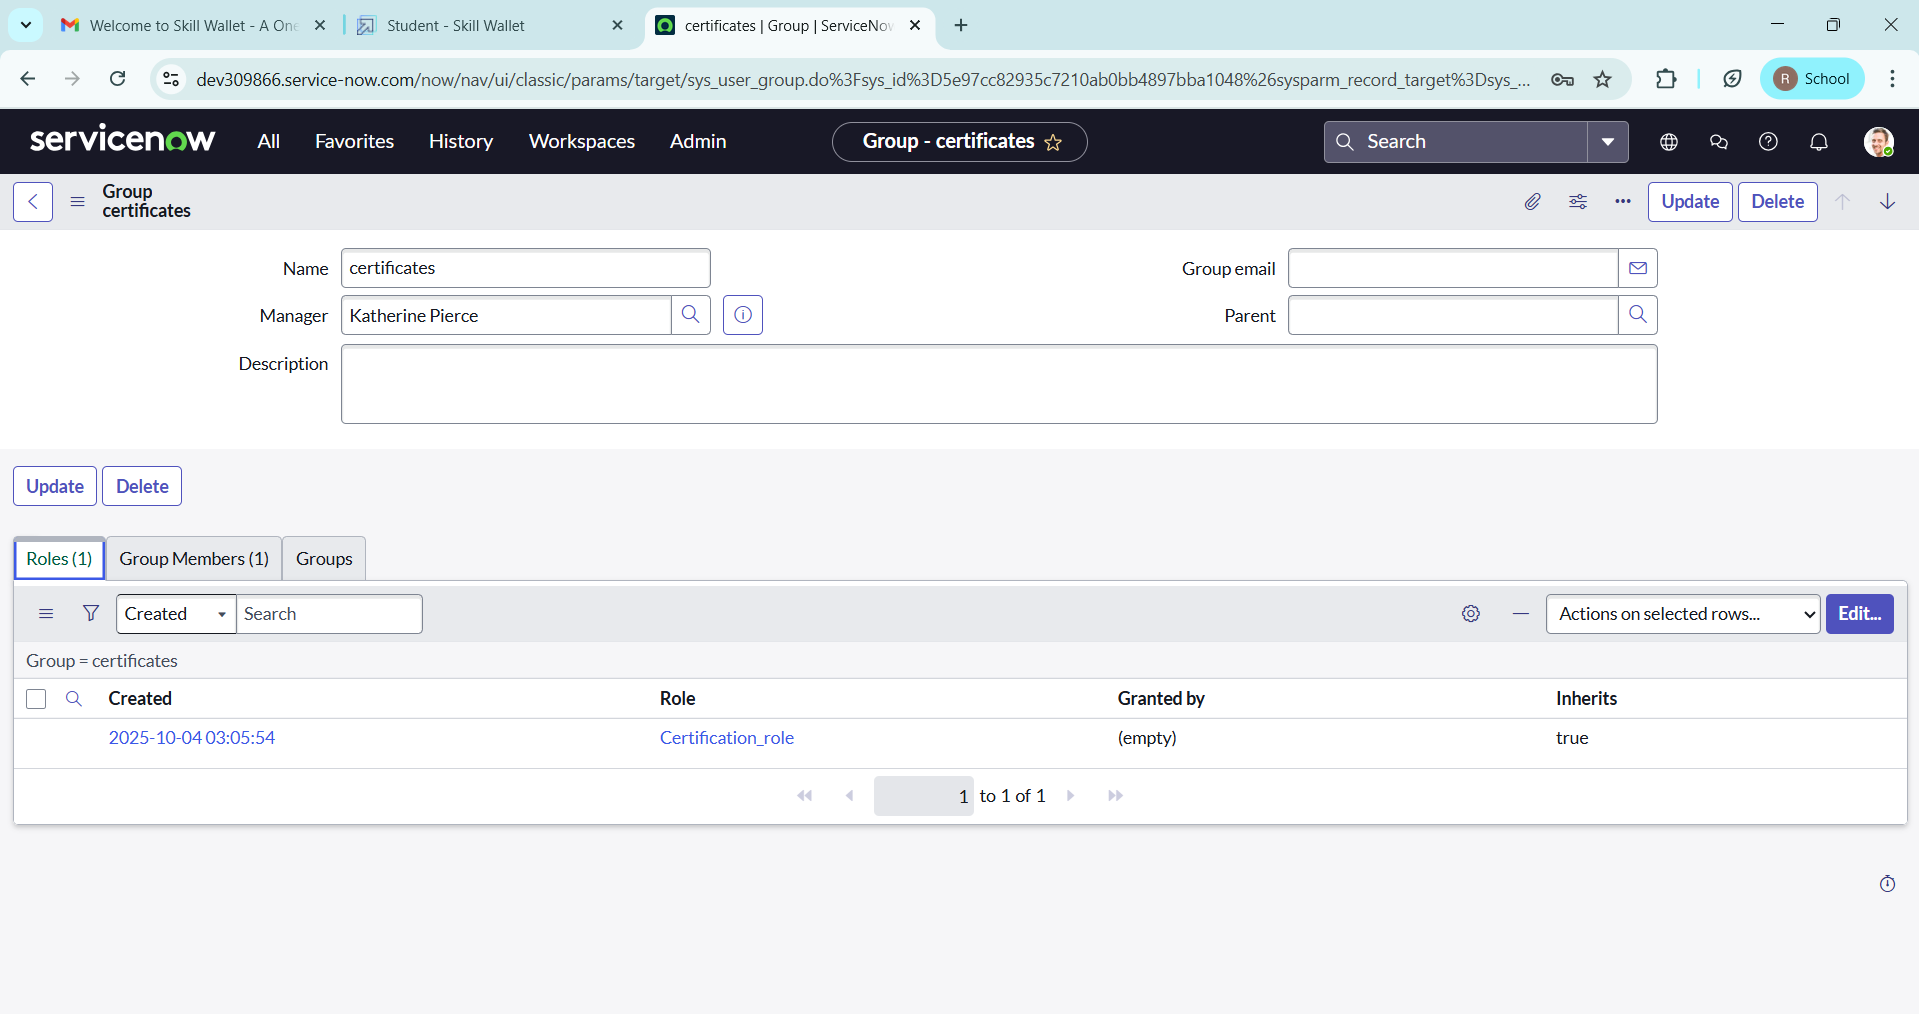 Welcome to Skill Wallet - A One
Student - Skill Wallet
certificates | Group | ServiceNow
dev309866.service-now.com/now/nav/ui/classic/params/target/sys_user_group.do%3Fsys_id%3D5e97cc82935c7210ab0bb4897bba1048%26sysparm_record_target%3Dsys_...
R School
servicenow All Favorites History Workspaces Admin Group - certificates Search
Group
certificates
Update Delete
Name certificates Group email
Manager Katherine Pierce Parent
Description
Update Delete
Roles (1) Group Members (1) Groups
Created Search Actions on selected rows... Edit...
Group = certificates
Created Role Granted by Inherits
2025-10-04 03:05:54 Certification_role (empty) true
1 to 1 of 1